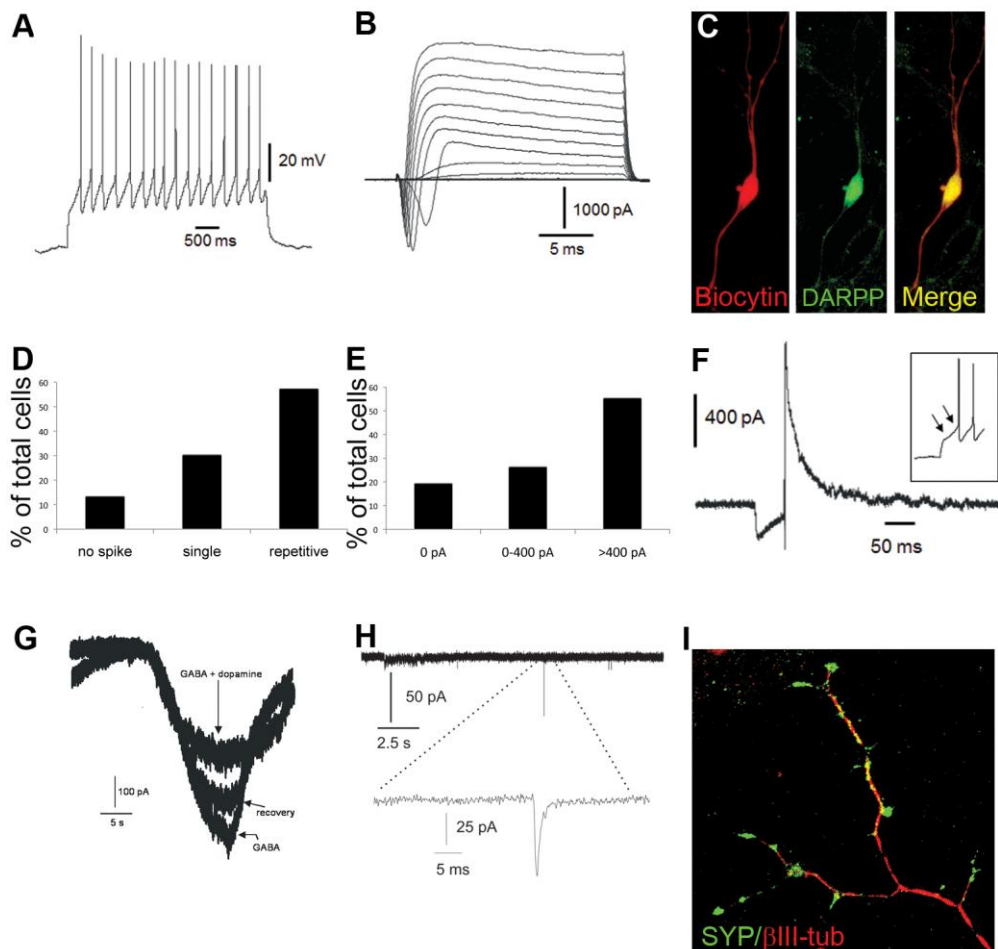 A
20 mV
500 ms
B
1000 pA
5 ms
C
Biocytin
DARPP
Merge
D
% of total cells
60
50
40
30
20
10
0
no spike
single
repetitive
E
% of total cells
60
50
40
30
20
10
0
0 pA
0-400 pA
>400 pA
F
400 pA
50 ms
G
GABA + dopamine
100 pA
5 s
recovery
GABA
H
50 pA
2.5 s
25 pA
5 ms
I
SYP/βIII-tub